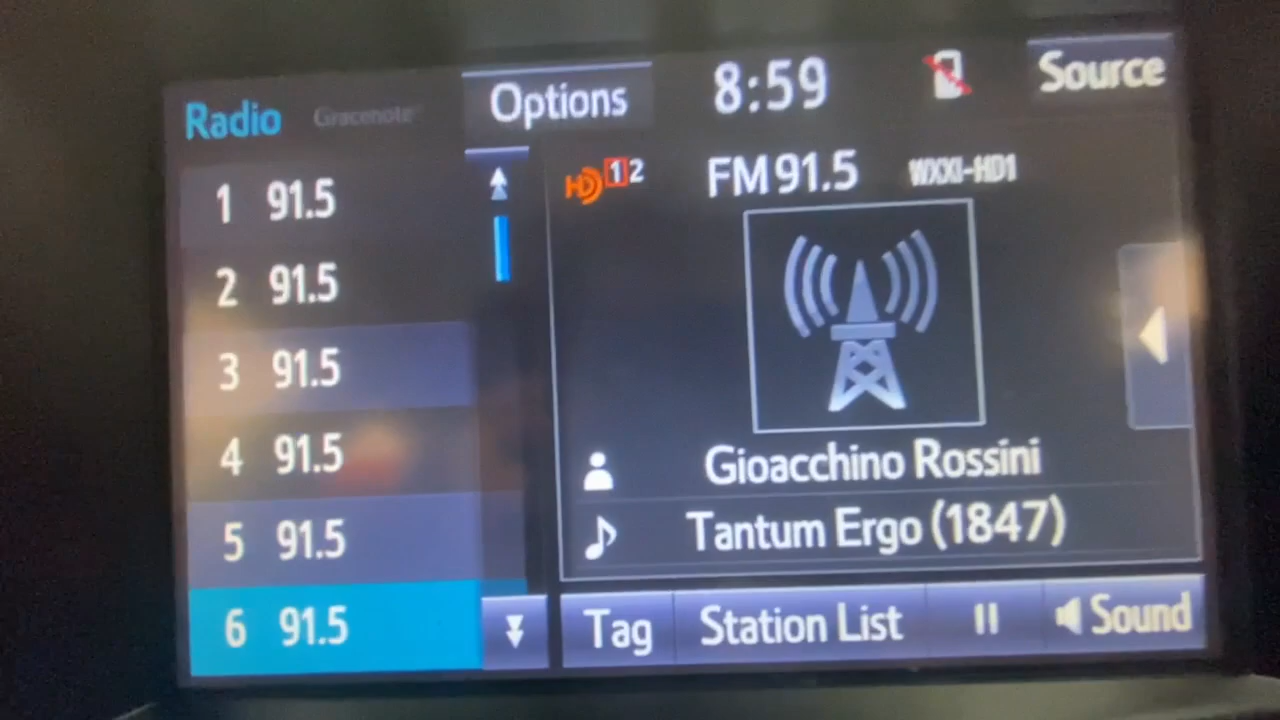 Radio Gracenote Options 8:59 Source
HD 1 2 FM 91.5 WXXI-HD1
1 91.5
2 91.5
3 91.5
4 91.5
5 91.5
6 91.5
Gioacchino Rossini
Tantum Ergo (1847)
Tag Station List Sound